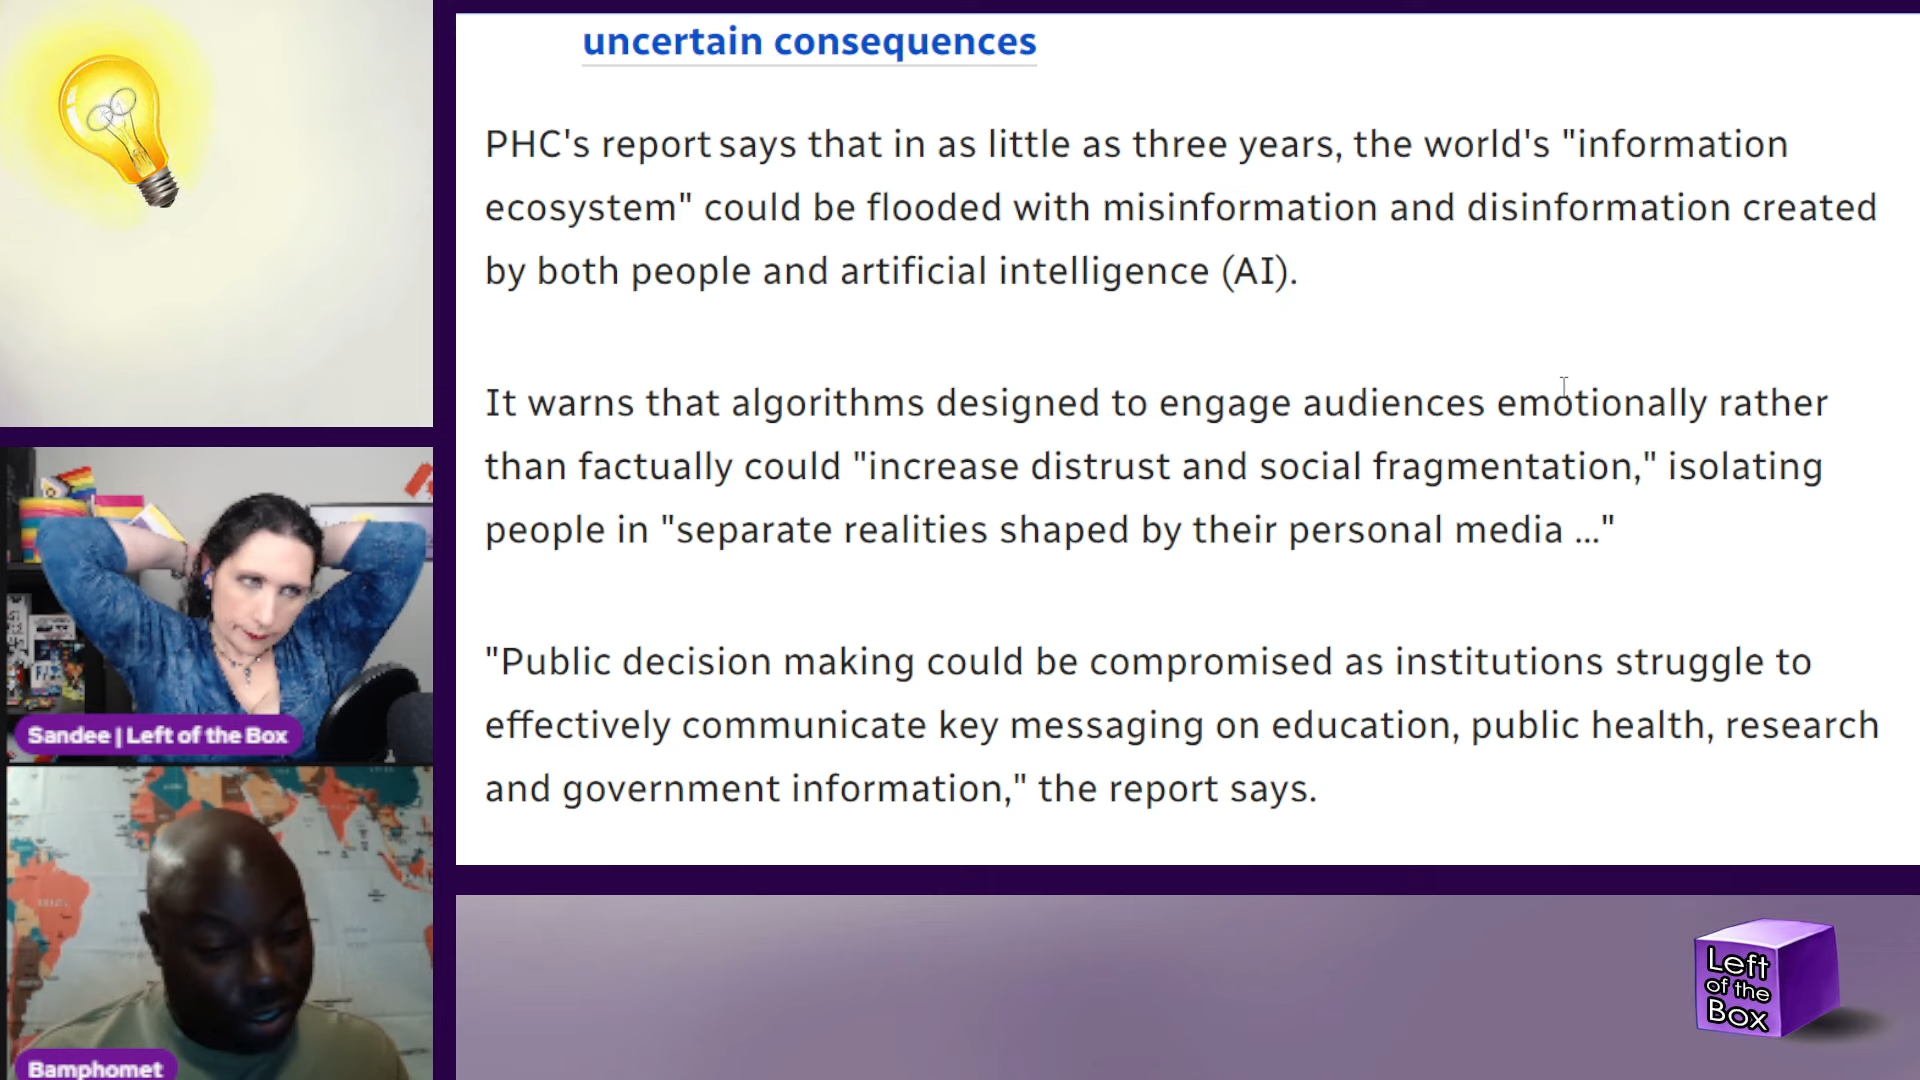 uncertain consequences
PHC's report says that in as little as three years, the world's "information
ecosystem" could be flooded with misinformation and disinformation created
by both people and artificial intelligence (AI).
It warns that algorithms designed to engage audiences emotionally rather
than factually could "increase distrust and social fragmentation," isolating
people in "separate realities shaped by their personal media ..."
"Public decision making could be compromised as institutions struggle to
effectively communicate key messaging on education, public health, research
and government information," the report says.
Sandee | Left of the Box
Bamphomet
Left
of the
Box